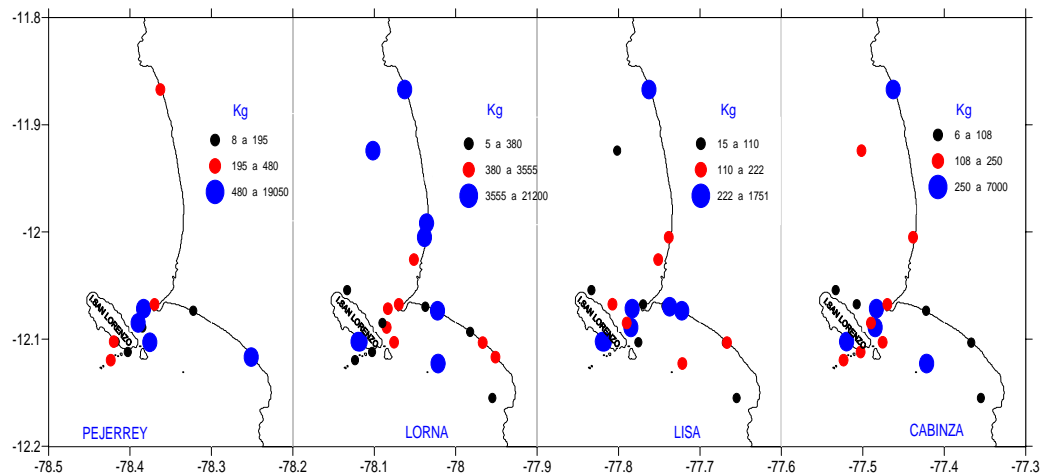 -11.8
-11.9
-12
-12.1
-12.2
-78.5
-78.4
-78.3
-78.2
-78.1
-78
-77.9
-77.8
-77.7
-77.6
-77.5
-77.4
-77.3
Kg
8 a 195
195 a 480
480 a 19050
I.SAN LORENZO
PEJERREY
Kg
5 a 380
380 a 3555
3555 a 21200
I.SAN LORENZO
LORNA
Kg
15 a 110
110 a 222
222 a 1751
I.SAN LORENZO
LISA
Kg
6 a 108
108 a 250
250 a 7000
I.SAN LORENZO
CABINZA